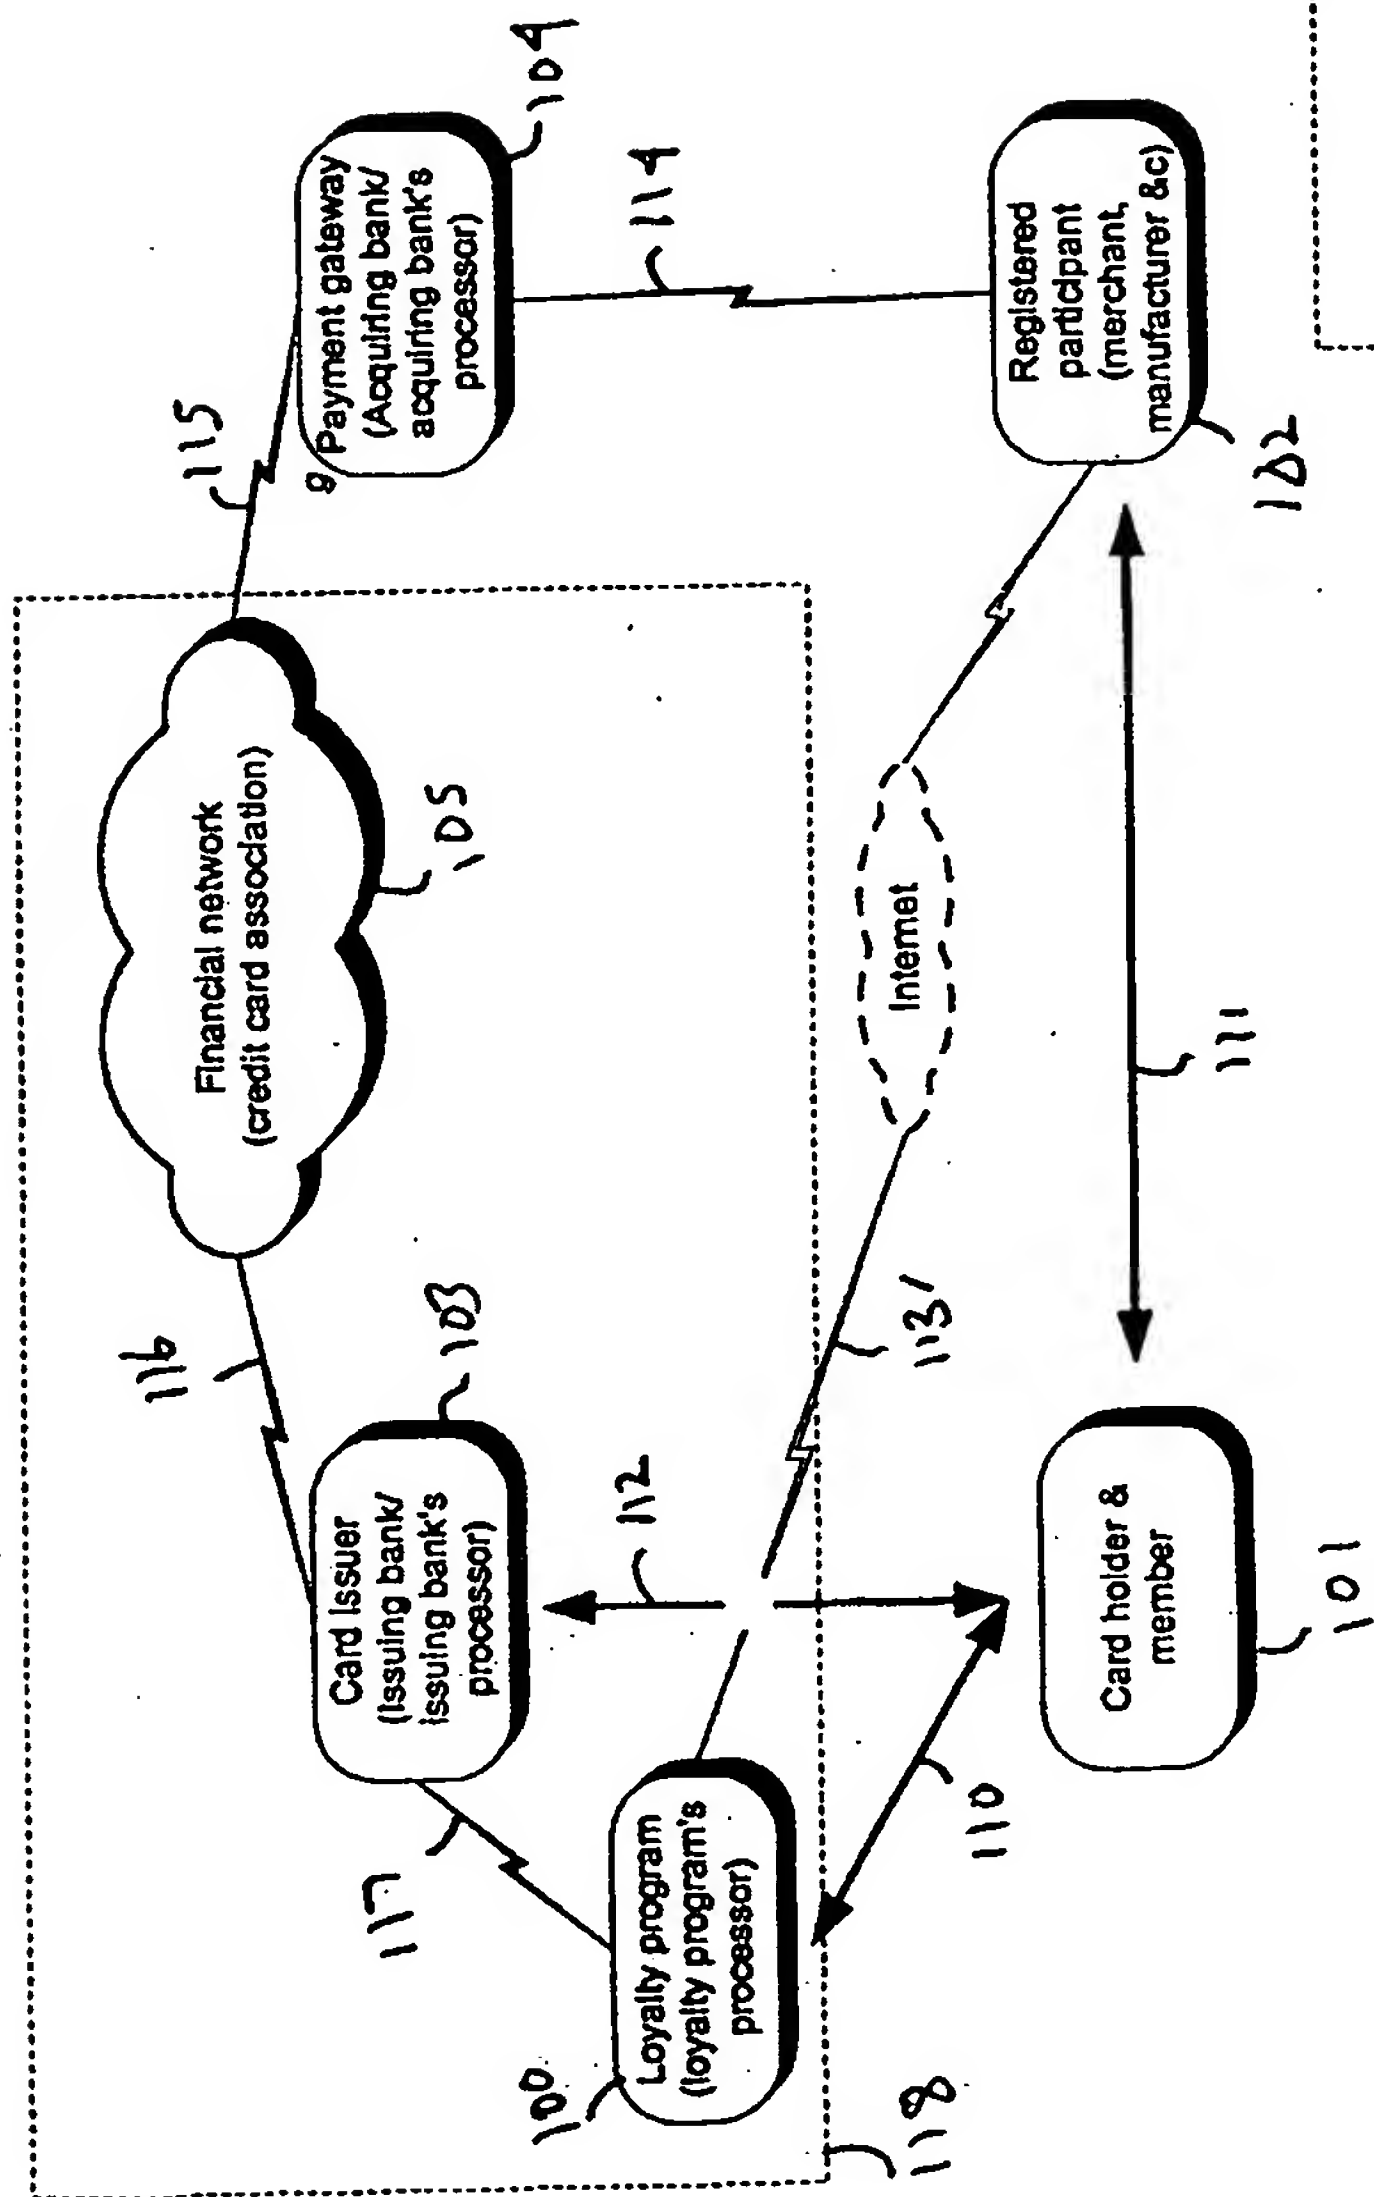 116
115
Financial network
(credit card association)
105
117
Card Issuer
(Issuing bank/
issuing bank's
processor)
103
g Payment gateway
(Acquiring bank/
acquiring bank's
processor)
104
100
Loyalty program
(loyalty program's
processor)
112
114
118
110
113'
Internet
Card holder &
member
101
111
Registered
participant
(merchant,
manufacturer &c)
102